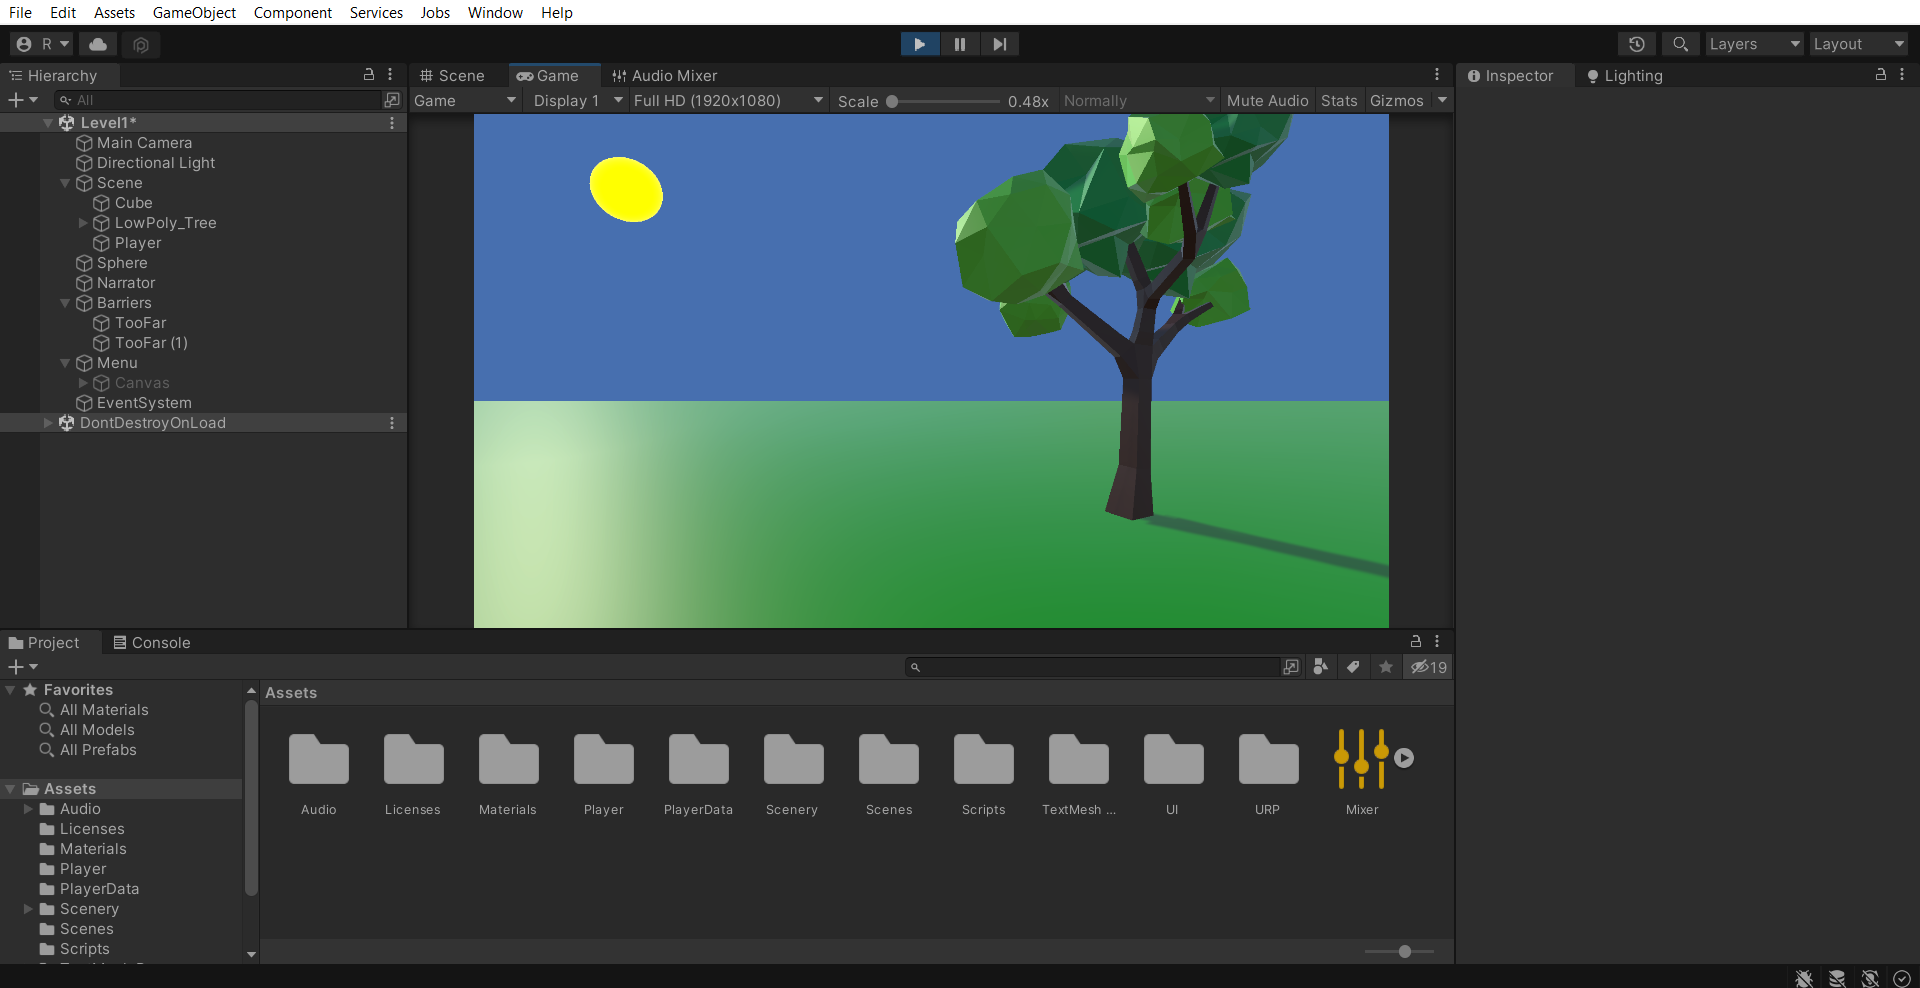 File Edit Assets GameObject Component Services Jobs Window Help
R Layers Layout
Hierarchy
All
Level1*
Main Camera
Directional Light
Scene
Cube
LowPoly_Tree
Player
Sphere
Narrator
Barriers
TooFar
TooFar (1)
Menu
Canvas
EventSystem
DontDestroyOnLoad
Scene Game Audio Mixer
Game Display 1 Full HD (1920x1080) Scale 0.48x Normally Mute Audio Stats Gizmos
Inspector Lighting
Project Console
19
Favorites
All Materials
All Models
All Prefabs
Assets
Audio
Licenses
Materials
Player
PlayerData
Scenery
Scenes
Scripts
Assets
Audio Licenses Materials Player PlayerData Scenery Scenes Scripts TextMesh ... UI URP Mixer